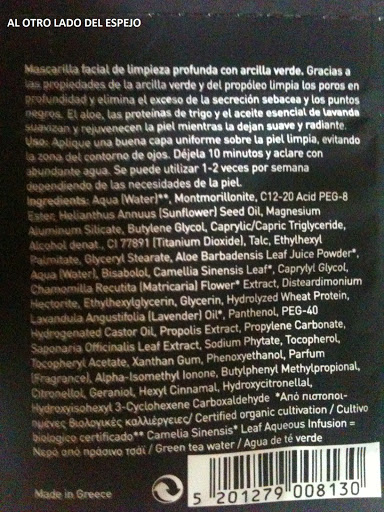 AL OTRO LADO DEL ESPEJO
Mascarilla facial de limpieza profunda con arcilla verde. Gracias a
las propiedades de la arcilla verde y del propóleo limpia los poros en
profundidad y elimina el exceso de la secreción sebacea y los puntos
negros. El aloe, las proteínas de trigo y el aceite esencial de lavanda
suavizan y rejuvenecen la piel mientras la dejan suave y radiante.
Uso: Aplique una buena capa uniforme sobre la piel limpia, evitando
la zona del contorno de ojos. Déjela 10 minutos y aclare con
abundante agua. Se puede utilizar 1-2 veces por semana
dependiendo de las necesidades de la piel.
Ingredients: Aqua (Water)**, Montmorillonite, C12-20 Acid PEG-8
Ester, Helianthus Annuus (Sunflower) Seed Oil, Magnesium
Aluminum Silicate, Butylene Glycol, Caprylic/Capric Triglyceride,
Alcohol denat., CI 77891 (Titanium Dioxide), Talc, Ethylhexyl
Palmitate, Glyceryl Stearate, Aloe Barbadensis Leaf Juice Powder*,
Aqua (Water), Bisabolol, Camellia Sinensis Leaf*, Caprylyl Glycol,
Chamomilla Recutita (Matricaria) Flower* Extract, Disteardimonium
Hectorite, Ethylhexylglycerin, Glycerin, Hydrolyzed Wheat Protein,
Lavandula Angustifolia (Lavender) Oil*, Panthenol, PEG-40
Hydrogenated Castor Oil, Propolis Extract, Propylene Carbonate,
Saponaria Officinalis Leaf Extract, Sodium Phytate, Tocopherol,
Tocopheryl Acetate, Xanthan Gum, Phenoxyethanol, Parfum
(Fragrance), Alpha-Isomethyl Ionone, Butylphenyl Methylpropional,
Citronellol, Geraniol, Hexyl Cinnamal, Hydroxycitronellal,
Hydroxyisohexyl 3-Cyclohexene Carboxaldehyde *Από πιστοποι-
ημένες βιολογικές καλλιέργειες/ Certified organic cultivation / Cultivo
biológico certificado** Camelia Sinensis* Leaf Aqueous Infusion =
Νερό από πράσινο τσάι / Green tea water / Agua de té verde
Made in Greece
5 201279 008130